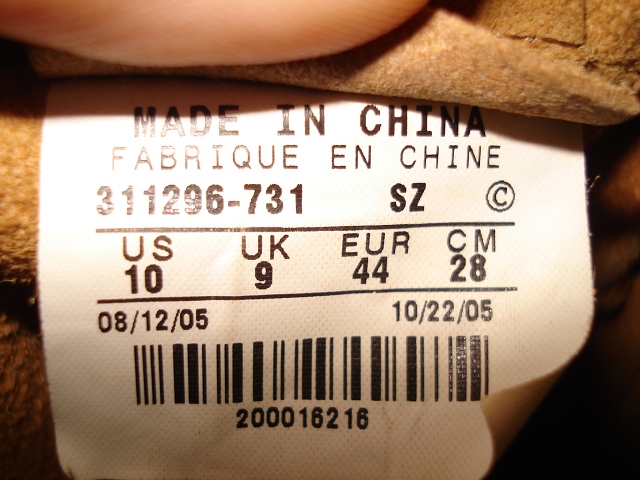 MADE IN CHINA
FABRIQUE EN CHINE
311296-731 SZ ©
US UK EUR CM
10 9 44 28
08/12/05 10/22/05
200016216